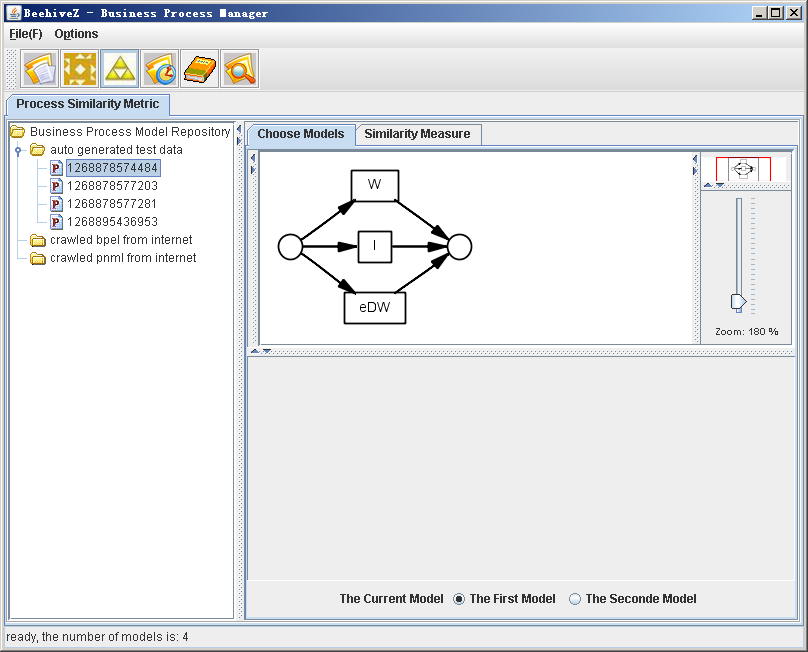 BeehiveZ - Business Process Manager
File(F) Options
Process Similarity Metric
Business Process Model Repository
auto generated test data
1268878574484
1268878577203
1268878577281
1268895436953
crawled bpel from internet
crawled pnml from internet
Choose Models Similarity Measure
W
I
eDW
Zoom: 180 %
The Current Model The First Model The Seconde Model
ready, the number of models is: 4